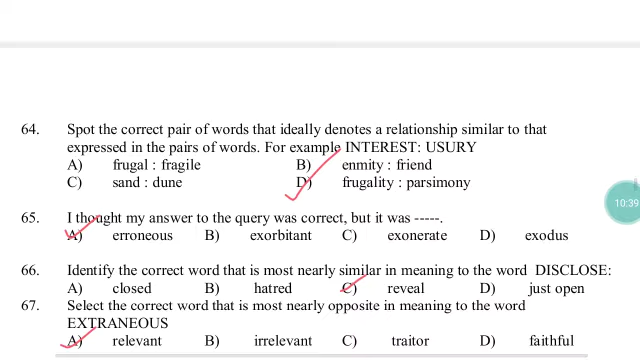 64. Spot the correct pair of words that ideally denotes a relationship similar to that
expressed in the pairs of words. For example INTEREST: USURY
A) frugal : fragile B) enmity : friend
C) sand : dune D) frugality : parsimony
65. I thought my answer to the query was correct, but it was -----.
A) erroneous B) exorbitant C) exonerate D) exodus
66. Identify the correct word that is most nearly similar in meaning to the word DISCLOSE:
A) closed B) hatred C) reveal D) just open
67. Select the correct word that is most nearly opposite in meaning to the word
EXTRANEOUS
A) relevant B) irrelevant C) traitor D) faithful
10:39